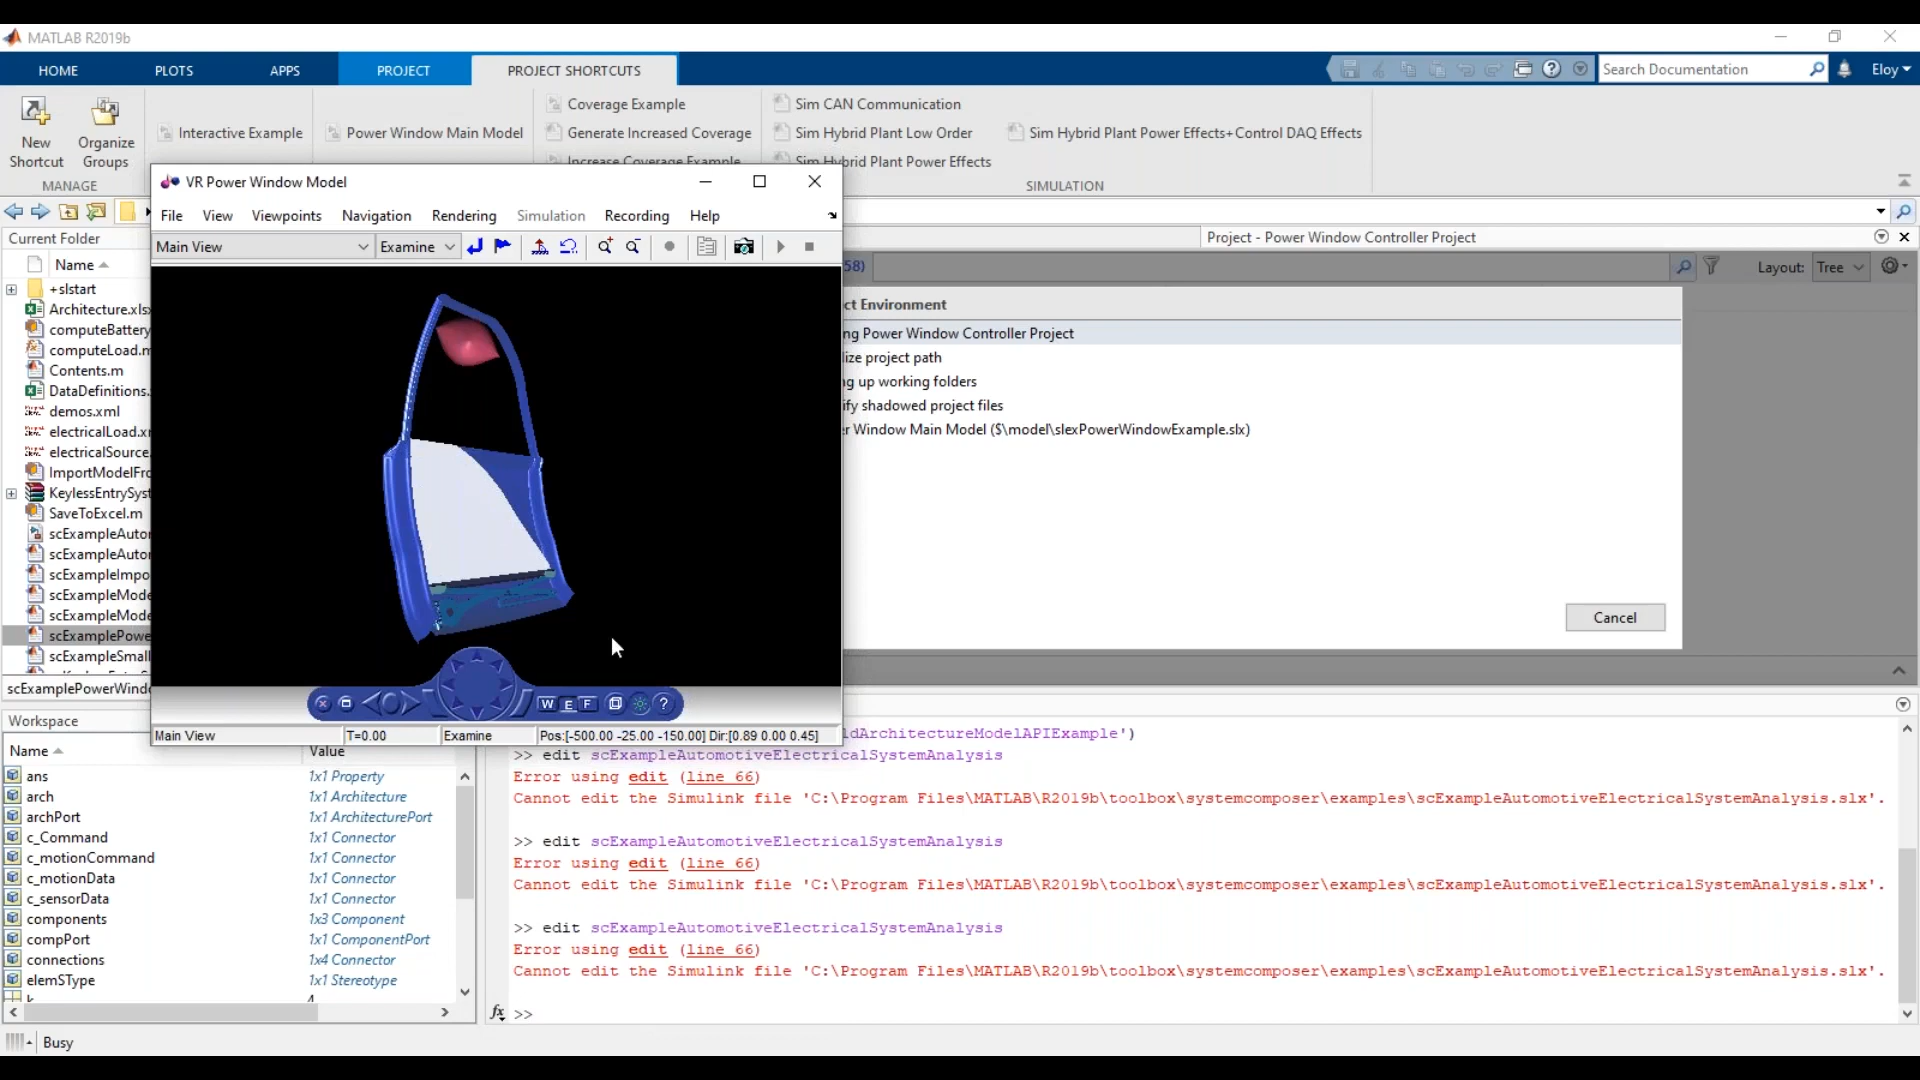 MATLAB R2019b
HOME PLOTS APPS PROJECT PROJECT SHORTCUTS
Search Documentation
Eloy
New Shortcut
Organize Groups
MANAGE
Interactive Example
Power Window Main Model
Coverage Example
Generate Increased Coverage
Increase Coverage Example
Sim CAN Communication
Sim Hybrid Plant Low Order
Sim Hybrid Plant Power Effects
Sim Hybrid Plant Power Effects+Control DAQ Effects
SIMULATION
VR Power Window Model
File View Viewpoints Navigation Rendering Simulation Recording Help
Main View Examine
Current Folder
Name
+slstart
Architecture.xls
computeBattery
computeLoad.m
Contents.m
DataDefinitions.
demos.xml
electricalLoad.x
electricalSource.
ImportModelFro
KeylessEntrySyst
SaveToExcel.m
scExampleAuto
scExampleAuto
scExampleImpo
scExampleMode
scExampleMode
scExamplePowe
scExampleSmall
scExamplePowerWind
Project - Power Window Controller Project
58)
Layout: Tree
ct Environment
ng Power Window Controller Project
ize project path
ng up working folders
ify shadowed project files
r Window Main Model ($\model\slexPowerWindowExample.slx)
Cancel
W E F ?
Main View T=0.00 Examine Pos:[-500.00 -25.00 -150.00] Dir:[0.89 0.00 0.45]
Workspace
Name Value
ans 1x1 Property
arch 1x1 Architecture
archPort 1x1 ArchitecturePort
c_Command 1x1 Connector
c_motionCommand 1x1 Connector
c_motionData 1x1 Connector
c_sensorData 1x1 Connector
components 1x3 Component
compPort 1x1 ComponentPort
connections 1x4 Connector
elemSType 1x1 Stereotype
k 4
ldArchitectureModelAPIExample')
>> edit scExampleAutomotiveElectricalSystemAnalysis
Error using edit (line 66)
Cannot edit the Simulink file 'C:\Program Files\MATLAB\R2019b\toolbox\systemcomposer\examples\scExampleAutomotiveElectricalSystemAnalysis.slx'.
>> edit scExampleAutomotiveElectricalSystemAnalysis
Error using edit (line 66)
Cannot edit the Simulink file 'C:\Program Files\MATLAB\R2019b\toolbox\systemcomposer\examples\scExampleAutomotiveElectricalSystemAnalysis.slx'.
>> edit scExampleAutomotiveElectricalSystemAnalysis
Error using edit (line 66)
Cannot edit the Simulink file 'C:\Program Files\MATLAB\R2019b\toolbox\systemcomposer\examples\scExampleAutomotiveElectricalSystemAnalysis.slx'.
fx >>
Busy